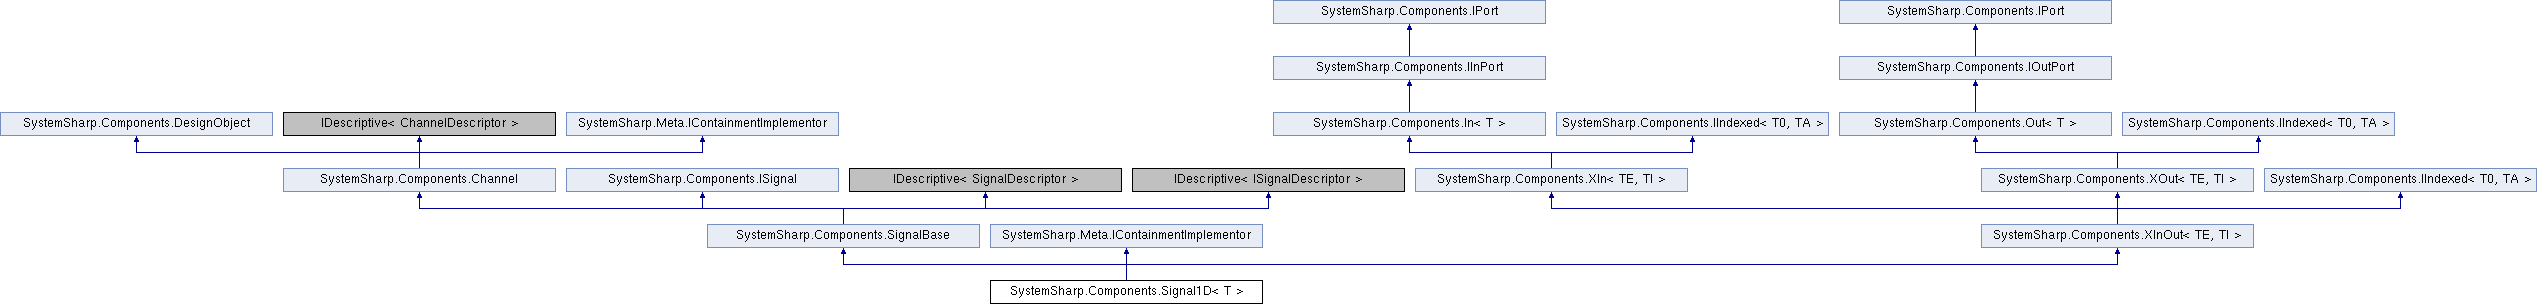 SystemSharp.Components.IPort
SystemSharp.Components.IPort
SystemSharp.Components.IInPort
SystemSharp.Components.IOutPort
SystemSharp.Components.DesignObject
IDescriptive< ChannelDescriptor >
SystemSharp.Meta.IContainmentImplementor
SystemSharp.Components.In< T >
SystemSharp.Components.IIndexed< T0, TA >
SystemSharp.Components.Out< T >
SystemSharp.Components.IIndexed< T0, TA >
SystemSharp.Components.Channel
SystemSharp.Components.ISignal
IDescriptive< SignalDescriptor >
IDescriptive< ISignalDescriptor >
SystemSharp.Components.XIn< TE, TI >
SystemSharp.Components.XOut< TE, TI >
SystemSharp.Components.IIndexed< T0, TA >
SystemSharp.Components.SignalBase
SystemSharp.Meta.IContainmentImplementor
SystemSharp.Components.XInOut< TE, TI >
SystemSharp.Components.Signal1D< T >